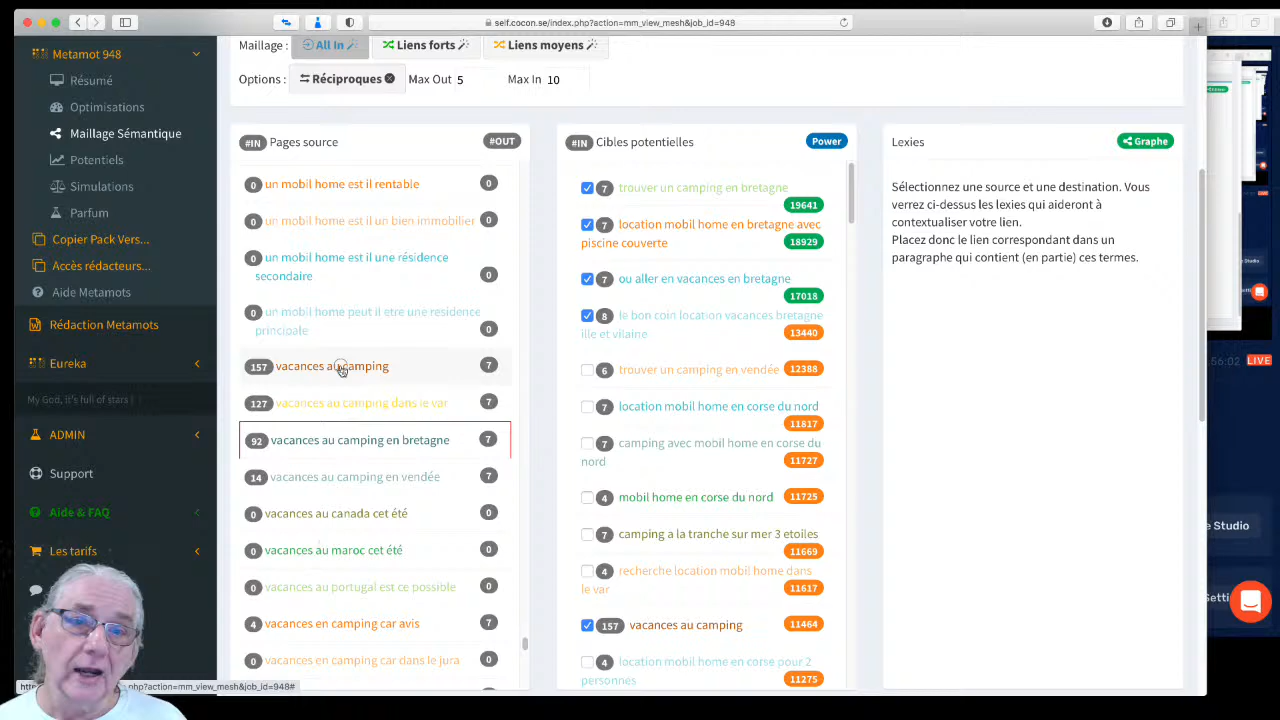 self.cocon.se/index.php?action=mm_view_mesh&job_id=948
Metamot 948
Résumé
Optimisations
Maillage Sémantique
Potentiels
Simulations
Parfum
Copier Pack Vers...
Accès rédacteurs...
Aide Metamots
Rédaction Metamots
Eureka
My God, it's full of stars
ADMIN
Support
Aide & FAQ
Les tarifs
Maillage : All In Liens forts Liens moyens
Options : Réciproques Max Out 5 Max In 10
#IN Pages source #OUT
0 un mobil home est il rentable 0
0 un mobil home est il un bien immobilier 0
0 un mobil home est il une résidence
secondaire 0
0 un mobil home peut il etre une residence
principale 0
157 vacances au camping 7
127 vacances au camping dans le var 7
92 vacances au camping en bretagne 7
14 vacances au camping en vendée 7
0 vacances au canada cet été 0
0 vacances au maroc cet été 0
0 vacances au portugal est ce possible 0
4 vacances en camping car avis 7
0 vacances en camping car dans le jura 0
#IN Cibles potentielles Power
7 trouver un camping en bretagne
19641
7 location mobil home en bretagne avec
piscine couverte 18929
7 ou aller en vacances en bretagne
17018
8 le bon coin location vacances bretagne
ille et vilaine 13440
6 trouver un camping en vendée 12388
7 location mobil home en corse du nord
11817
7 camping avec mobil home en corse du
nord 11727
4 mobil home en corse du nord 11725
7 camping a la tranche sur mer 3 etoiles
11669
4 recherche location mobil home dans
le var 11617
157 vacances au camping 11464
4 location mobil home en corse pour 2
personnes 11275
Lexies Graphe
Sélectionnez une source et une destination. Vous
verrez ci-dessus les lexies qui aideront à
contextualiser votre lien.
Placez donc le lien correspondant dans un
paragraphe qui contient (en partie) ces termes.
:56:02 LIVE
e Studio
.php?action=mm_view_mesh&job_id=948#